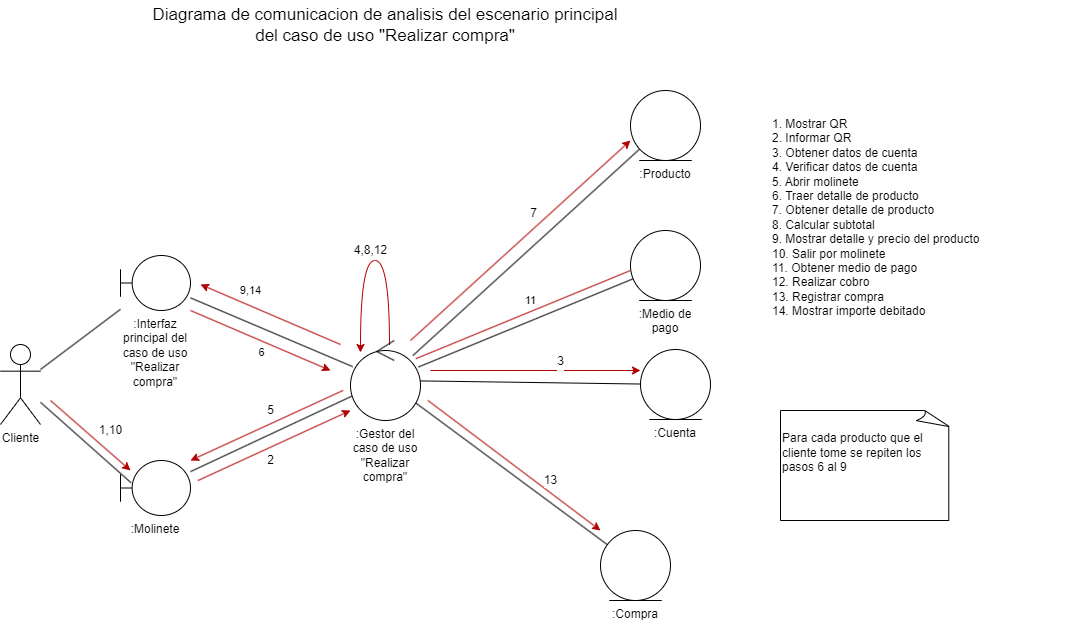 Diagrama de comunicacion de analisis del escenario principal
del caso de uso "Realizar compra"
:Producto
1. Mostrar QR
2. Informar QR
3. Obtener datos de cuenta
4. Verificar datos de cuenta
5. Abrir molinete
6. Traer detalle de producto
7. Obtener detalle de producto
8. Calcular subtotal
9. Mostrar detalle y precio del producto
10. Salir por molinete
11. Obtener medio de pago
12. Realizar cobro
13. Registrar compra
14. Mostrar importe debitado
7
4,8,12
9,14
11
:Medio de
pago
:Interfaz
principal del
caso de uso
"Realizar
compra"
6
3
Cliente
1,10
5
2
:Gestor del
caso de uso
"Realizar
compra"
:Cuenta
Para cada producto que el
cliente tome se repiten los
pasos 6 al 9
13
:Molinete
:Compra